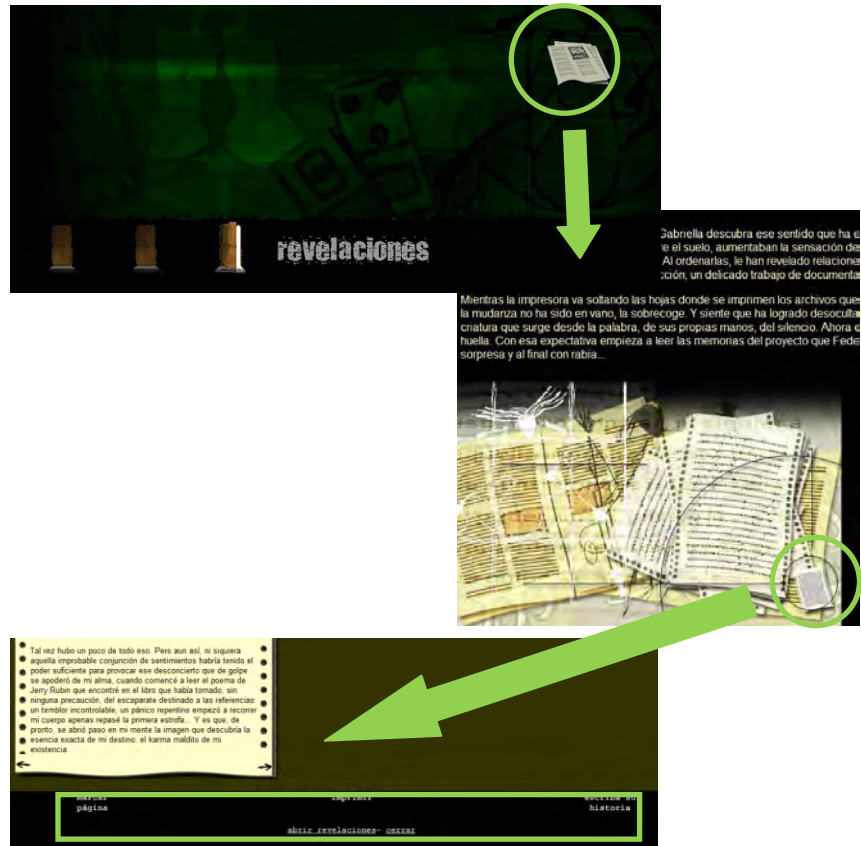 revelaciones
Gabriella descubra ese sentido que ha
el suelo, aumentaban la sensación de
Al ordenarlas, le han revelado relaciones
un delicado trabajo de documenta
Mientras la impresora va soltando las hojas donde se imprimen los archivos que
la mudanza no ha sido en vano, la sobrecoge. Y siente que ha logrado desoculta
criatura que surge desde la palabra, de sus propias manos, del silencio. Ahora
huella. Con esa expectativa empieza a leer las memorias del proyecto que Fede
sorpresa y al final con rabia...
Tal vez hubo un poco de todo eso. Pero aun así, ni siquiera
aquella improbable conjunción de sentimientos habría tenido el
poder suficiente para provocar ese desconcierto que de golpe
se apoderó de mi alma, cuando comencé a leer el poema de
Jerry Rubin que encontré en el libro que había tomado, sin
ninguna precaución, del escaparate destinado a las referencias:
un temblor incontrolable, un pánico repentino empezó a recorrer
mi cuerpo apenas repasé la primera estrofa... Y es que, de
pronto, se abrió paso en mi mente la imagen que descubría la
esencia exacta de mi destino: el karma maldito de mi
existencia.
marcar imprimir escriba su
página historia
abrir revelaciones- cerrar